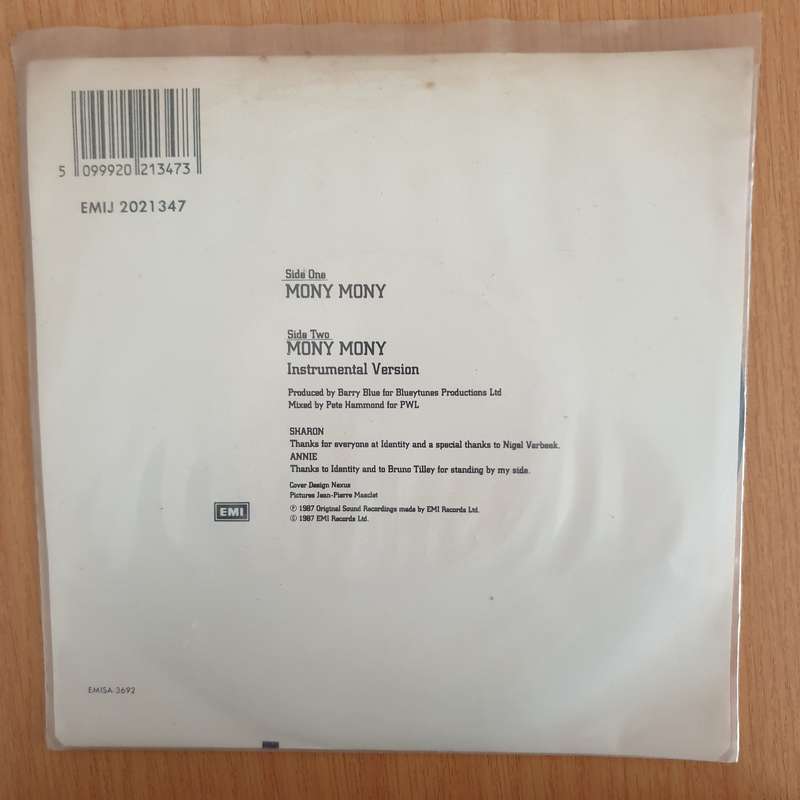 5 099920 213473
EMIJ 2021347
Side One
MONY MONY
Side Two
MONY MONY
Instrumental Version
Produced by Barry Blue for Blueytunes Productions Ltd
Mixed by Pete Hammond for PWL
SHARON
Thanks for everyone at Identity and a special thanks to Nigel Verbeek.
ANNIE
Thanks to Identity and to Bruno Tilley for standing by my side.
Cover Design Nexus
Pictures Jean-Pierre Masclet
℗ 1987 Original Sound Recordings made by EMI Records Ltd.
© 1987 EMI Records Ltd.
EMI
EMISA 3692